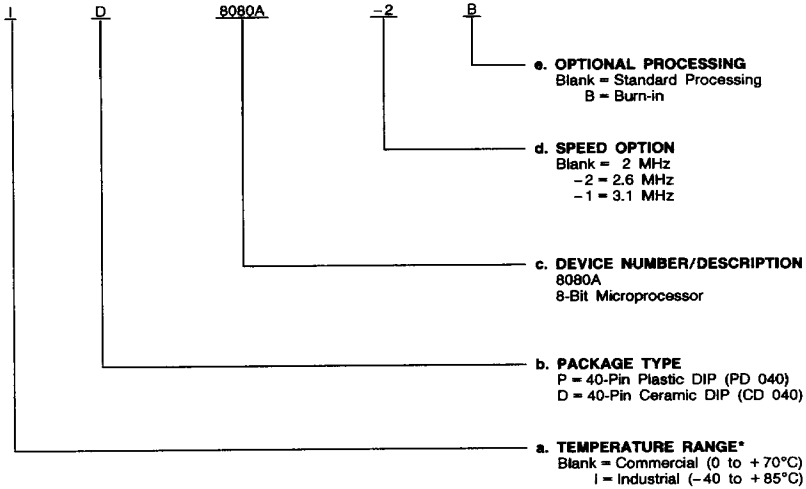 I D 8080A −2 B
e. OPTIONAL PROCESSING
Blank = Standard Processing
B = Burn-in
d. SPEED OPTION
Blank = 2 MHz
−2 = 2.6 MHz
−1 = 3.1 MHz
c. DEVICE NUMBER/DESCRIPTION
8080A
8-Bit Microprocessor
b. PACKAGE TYPE
P = 40-Pin Plastic DIP (PD 040)
D = 40-Pin Ceramic DIP (CD 040)
a. TEMPERATURE RANGE*
Blank = Commercial (0 to +70°C)
I = Industrial (−40 to +85°C)